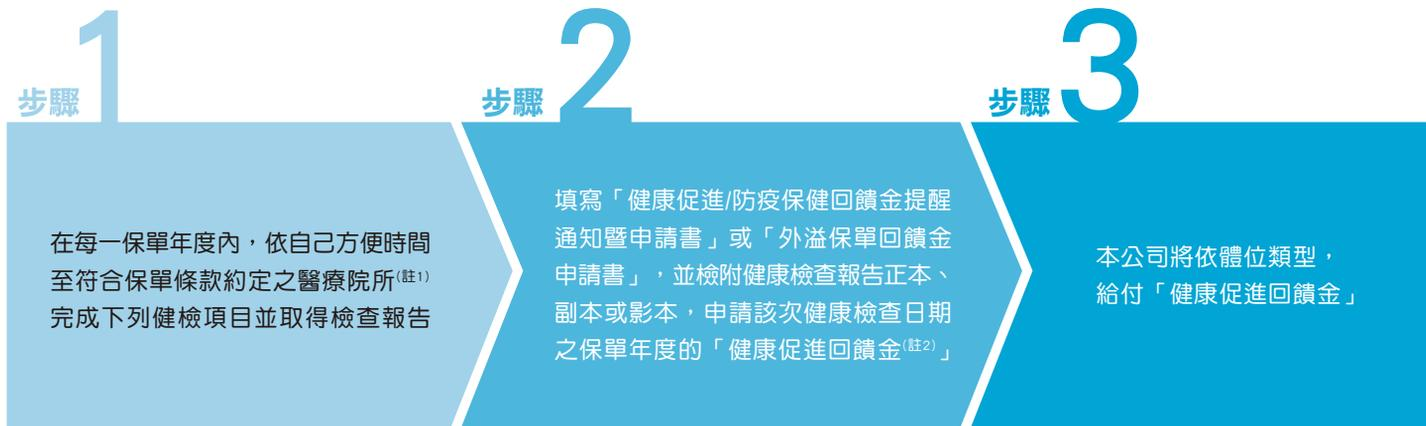 步驟1
在每一保單年度內，依自己方便時間
至符合保單條款約定之醫療院所(註1)
完成下列健檢項目並取得檢查報告
步驟2
填寫「健康促進/防疫保健回饋金提醒
通知暨申請書」或「外溢保單回饋金
申請書」，並檢附健康檢查報告正本、
副本或影本，申請該次健康檢查日期
之保單年度的「健康促進回饋金(註2)」
步驟3
本公司將依體位類型，
給付「健康促進回饋金」